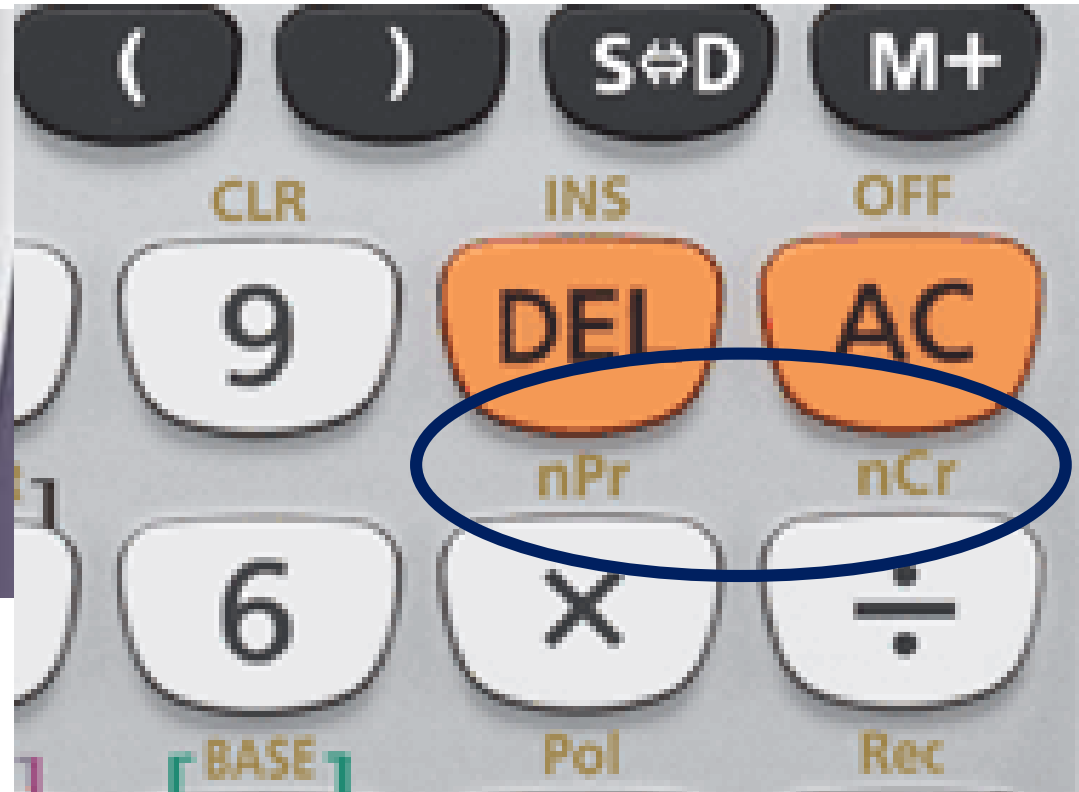 ( ) S⇔D M+
CLR INS OFF
9 DEL AC
nPr nCr
6 × ÷
BASE Pol Rec